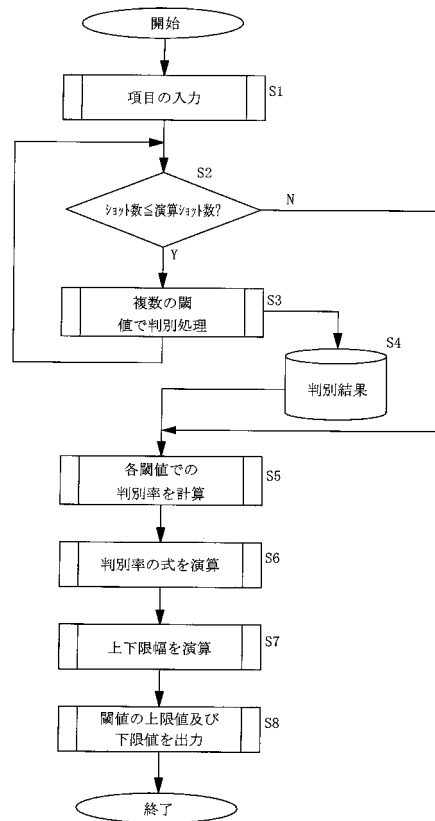 開始
項目の入力
S1
S2
ｼｮｯﾄ数≦演算ｼｮｯﾄ数?
N
Y
複数の閾
値で判別処理
S3
S4
判別結果
各閾値での
判別率を計算
S5
判別率の式を演算
S6
上下限幅を演算
S7
閾値の上限値及び
下限値を出力
S8
終了